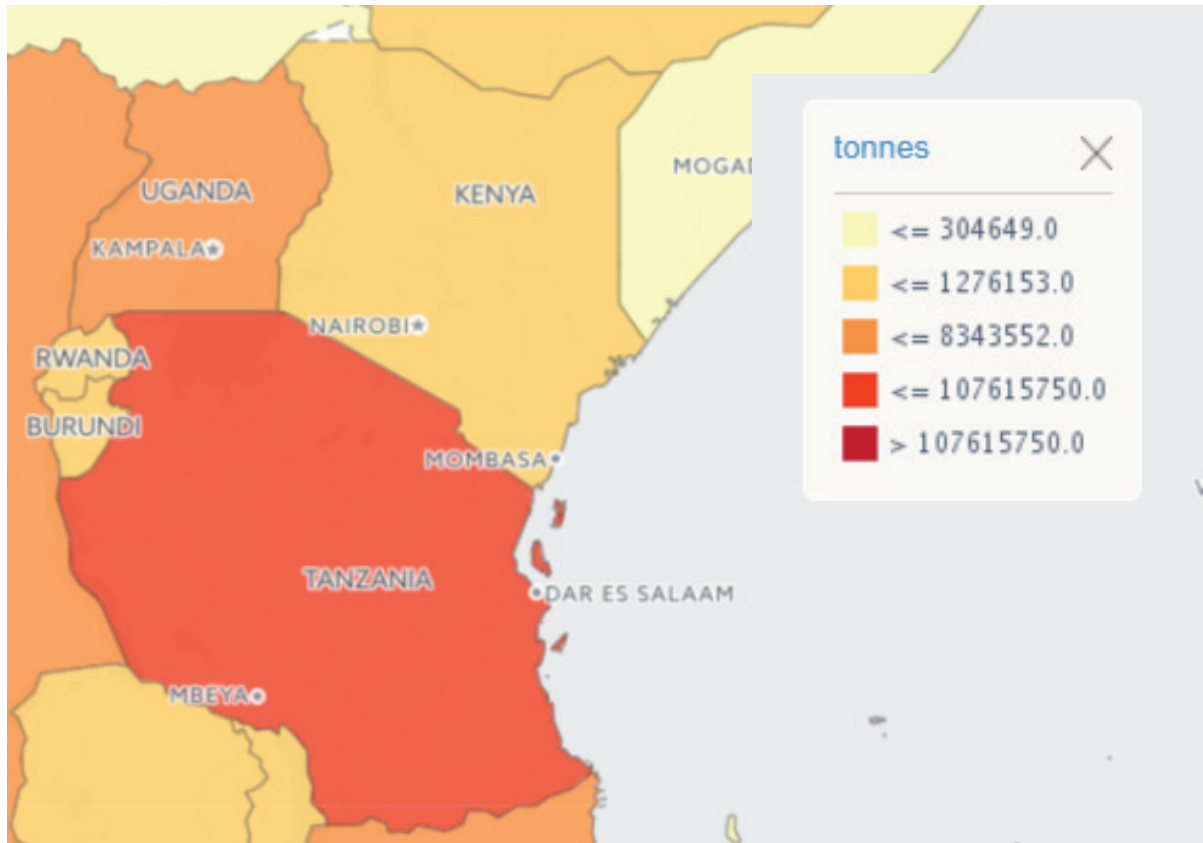 UGANDA
KENYA
MOGAD
KAMPALA
NAIROBI
RWANDA
BURUNDI
MOMBASA
TANZANIA
DAR ES SALAAM
MBEYA
tonnes
<= 304649.0
<= 1276153.0
<= 8343552.0
<= 107615750.0
> 107615750.0